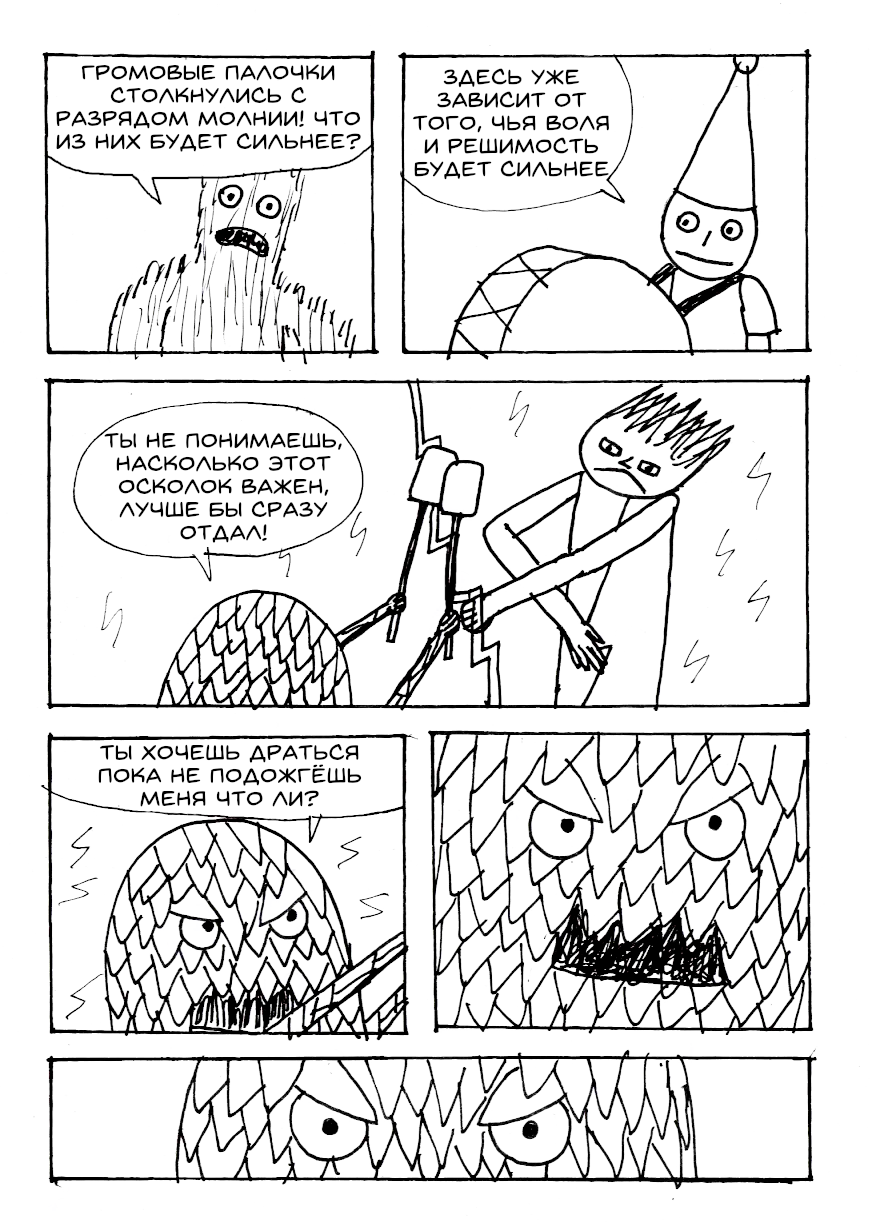 ГРОМОВЫЕ ПАЛОЧКИ
СТОЛКНУЛИСЬ С
РАЗРЯДОМ МОЛНИИ! ЧТО
ИЗ НИХ БУДЕТ СИЛЬНЕЕ?
ЗДЕСЬ УЖЕ
ЗАВИСИТ ОТ
ТОГО, ЧЬЯ ВОЛЯ
И РЕШИМОСТЬ
БУДЕТ СИЛЬНЕЕ
ТЫ НЕ ПОНИМАЕШЬ,
НАСКОЛЬКО ЭТОТ
ОСКОЛОК ВАЖЕН,
ЛУЧШЕ БЫ СРАЗУ
ОТДАЛ!
ТЫ ХОЧЕШЬ ДРАТЬСЯ
ПОКА НЕ ПОДОЖГЁШЬ
МЕНЯ ЧТО ЛИ?